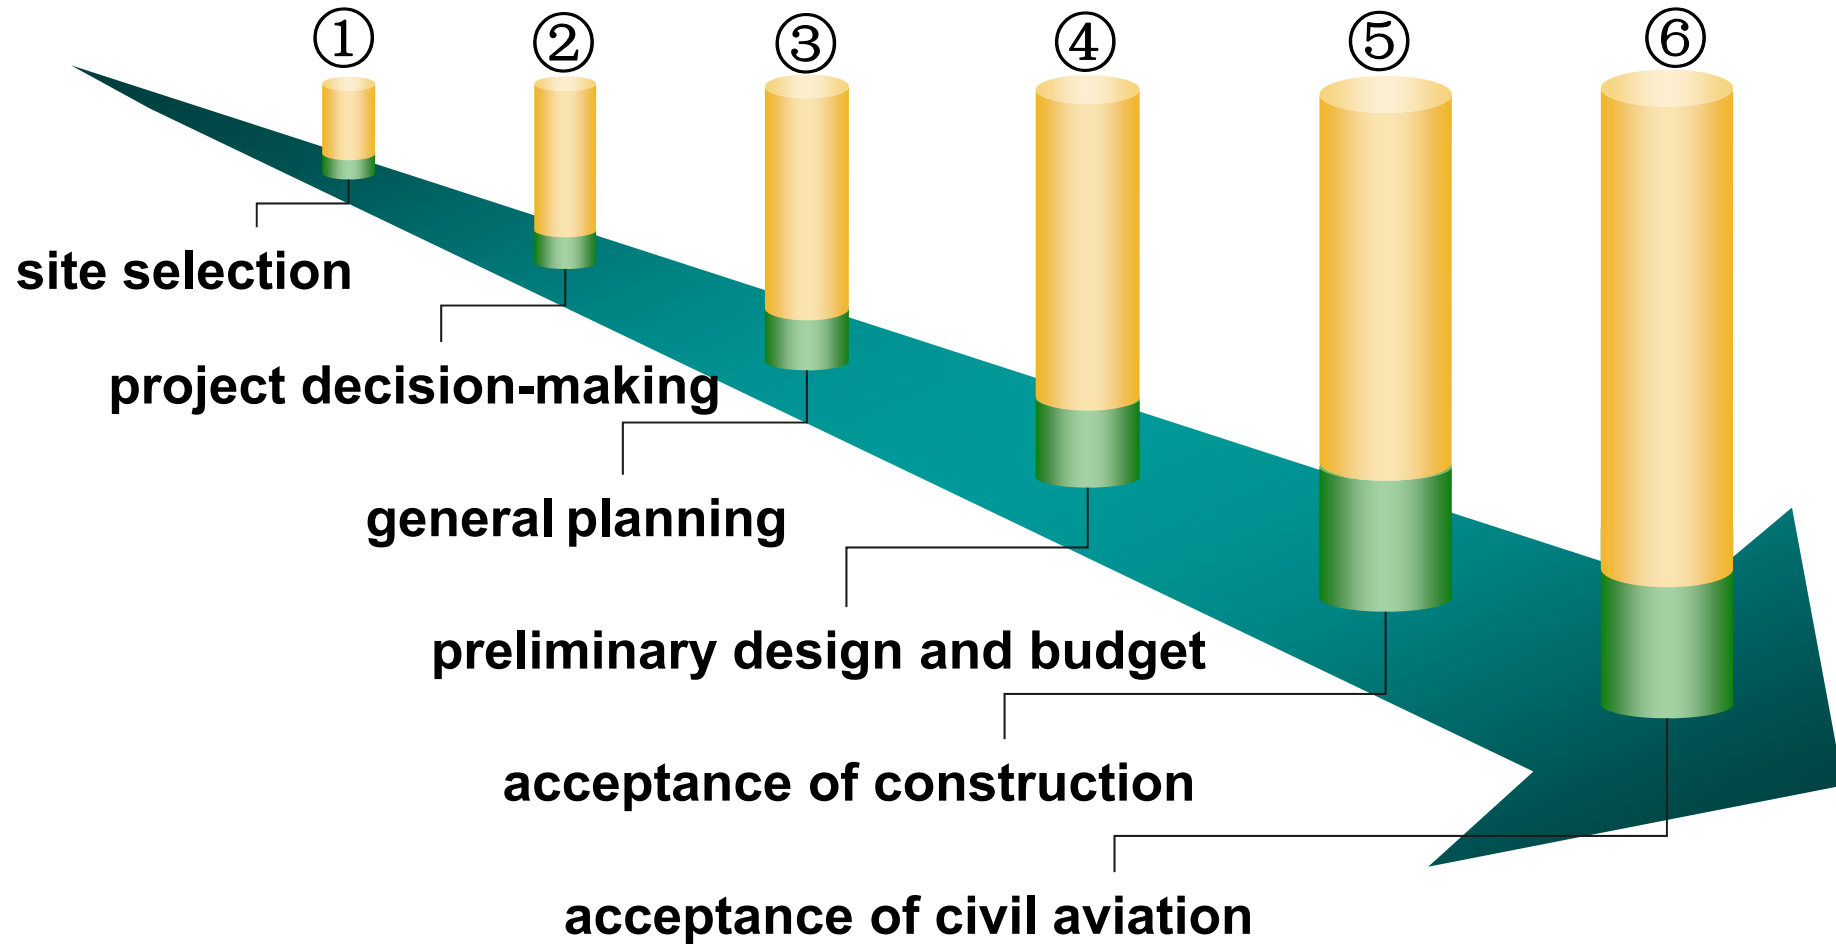 ① ② ③ ④ ⑤ ⑥
site selection
project decision-making
general planning
preliminary design and budget
acceptance of construction
acceptance of civil aviation